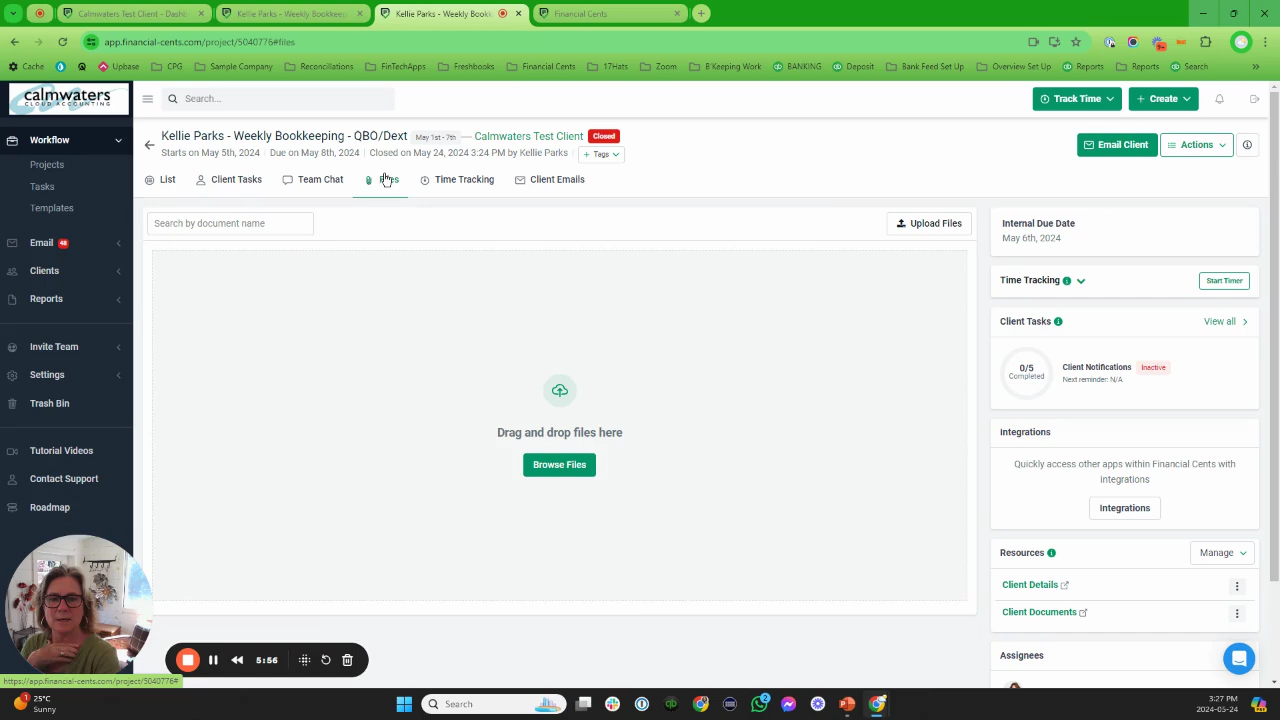 Calmwaters Test Client - Dashb
Kellie Parks - Weekly Bookkeep
Kellie Parks - Weekly Booki
Financial Cents
app.financial-cents.com/project/5040776#files
Cache
Upbase
CPG
Sample Company
Reconciliations
FinTechApps
Freshbooks
Financial Cents
17Hats
Zoom
B'Keeping Work
BANKING
Deposit
Bank Feed Set Up
Overview Set Up
Reports
Reports
Search
calmwaters
CLOUD ACCOUNTING
Search...
Track Time
Create
Workflow
Projects
Tasks
Templates
Email 48
Clients
Reports
Invite Team
Settings
Trash Bin
Tutorial Videos
Contact Support
Roadmap
Kellie Parks - Weekly Bookkeeping - QBO/Dext May 1st - 7th — Calmwaters Test Client Closed
Starts on May 5th, 2024 Due on May 8th, 2024 Closed on May 24, 2024 3:24 PM by Kellie Parks + Tags
Email Client
Actions
List
Client Tasks
Team Chat
Files
Time Tracking
Client Emails
Search by document name
Upload Files
Drag and drop files here
Browse Files
Internal Due Date
May 6th, 2024
Time Tracking
Start Timer
Client Tasks
View all
0/5
Completed
Client Notifications Inactive
Next reminder: N/A
Integrations
Quickly access other apps within Financial Cents with
integrations
Integrations
Resources
Manage
Client Details
Client Documents
Assignees
5:56
https://app.financial-cents.com/project/5040776#
25°C
Sunny
Search
2
3:27 PM
2024-05-24